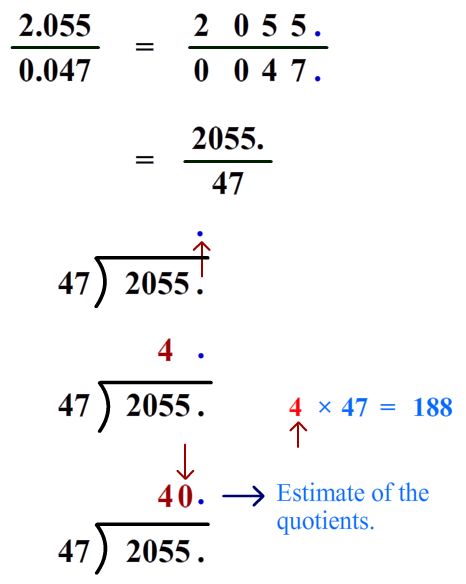 2.055 = 2 0 5 5.
0.047 0 0 4 7.
= 2055.
47
.
47) 2055.
4 .
47) 2055. 4 × 47 = 188
40. → Estimate of the
quotients.
47) 2055.